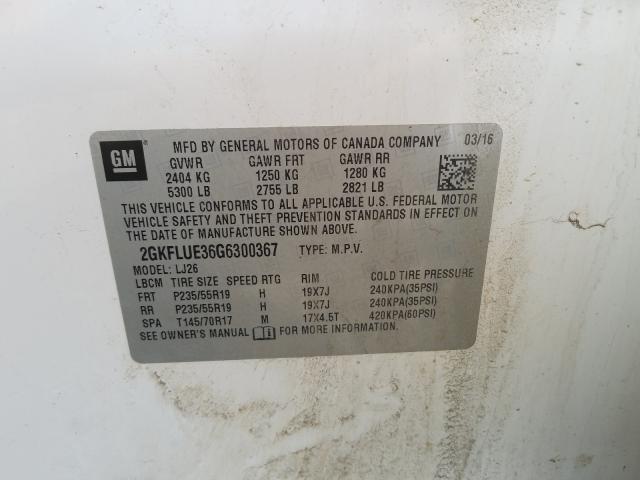 GM
MFD BY GENERAL MOTORS OF CANADA COMPANY 03/16
GVWR GAWR FRT GAWR RR
2404 KG 1250 KG 1280 KG
5300 LB 2755 LB 2821 LB
THIS VEHICLE CONFORMS TO ALL APPLICABLE U.S. FEDERAL MOTOR
VEHICLE SAFETY AND THEFT PREVENTION STANDARDS IN EFFECT ON
THE DATE OF MANUFACTURE SHOWN ABOVE.
2GKFLUE36G6300367 TYPE: M.P.V.
MODEL: LJ26
LBCM TIRE SIZE SPEED RTG RIM COLD TIRE PRESSURE
FRT P235/55R19 H 19X7J 240KPA(35PSI)
RR P235/55R19 H 19X7J 240KPA(35PSI)
SPA T145/70R17 M 17X4.5T 420KPA(60PSI)
SEE OWNER'S MANUAL FOR MORE INFORMATION.